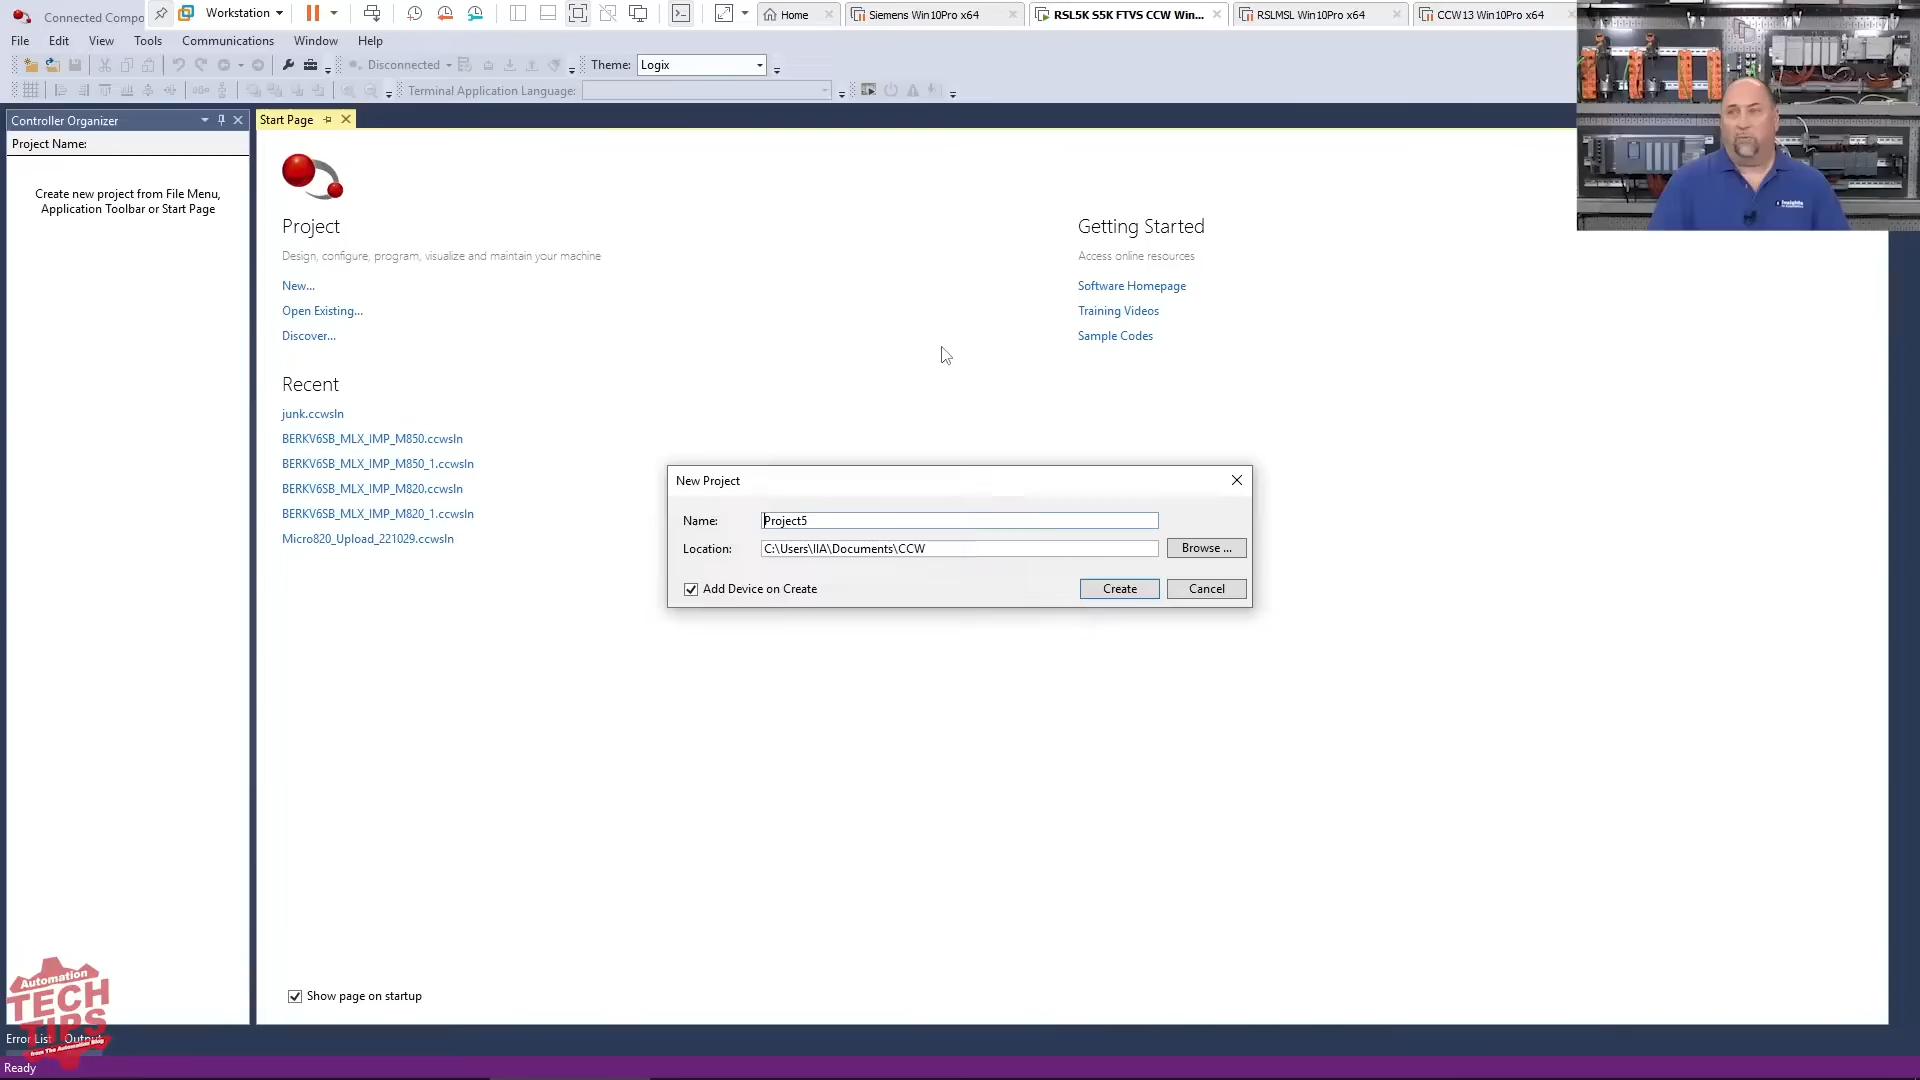 Connected Compo
Workstation
Home
Siemens Win10Pro x64
RSL5K S5K FTVS CCW Win...
RSLMSL Win10Pro x64
CCW13 Win10Pro x64
File Edit View Tools Communications Window Help
Disconnected
Theme: Logix
Terminal Application Language:
Controller Organizer
Start Page
Project Name:
Create new project from File Menu,
Application Toolbar or Start Page
Project
Design, configure, program, visualize and maintain your machine
New...
Open Existing...
Discover...
Getting Started
Access online resources
Software Homepage
Training Videos
Sample Codes
Recent
junk.ccwsln
BERKV6SB_MLX_IMP_M850.ccwsln
BERKV6SB_MLX_IMP_M850_1.ccwsln
BERKV6SB_MLX_IMP_M820.ccwsln
BERKV6SB_MLX_IMP_M820_1.ccwsln
Micro820_Upload_221029.ccwsln
New Project
Name: Project5
Location: C:\Users\IIA\Documents\CCW
Browse ...
Add Device on Create
Create
Cancel
Show page on startup
Automation
TECH
TIPS
from The Automation Blog
Error List Output
Ready